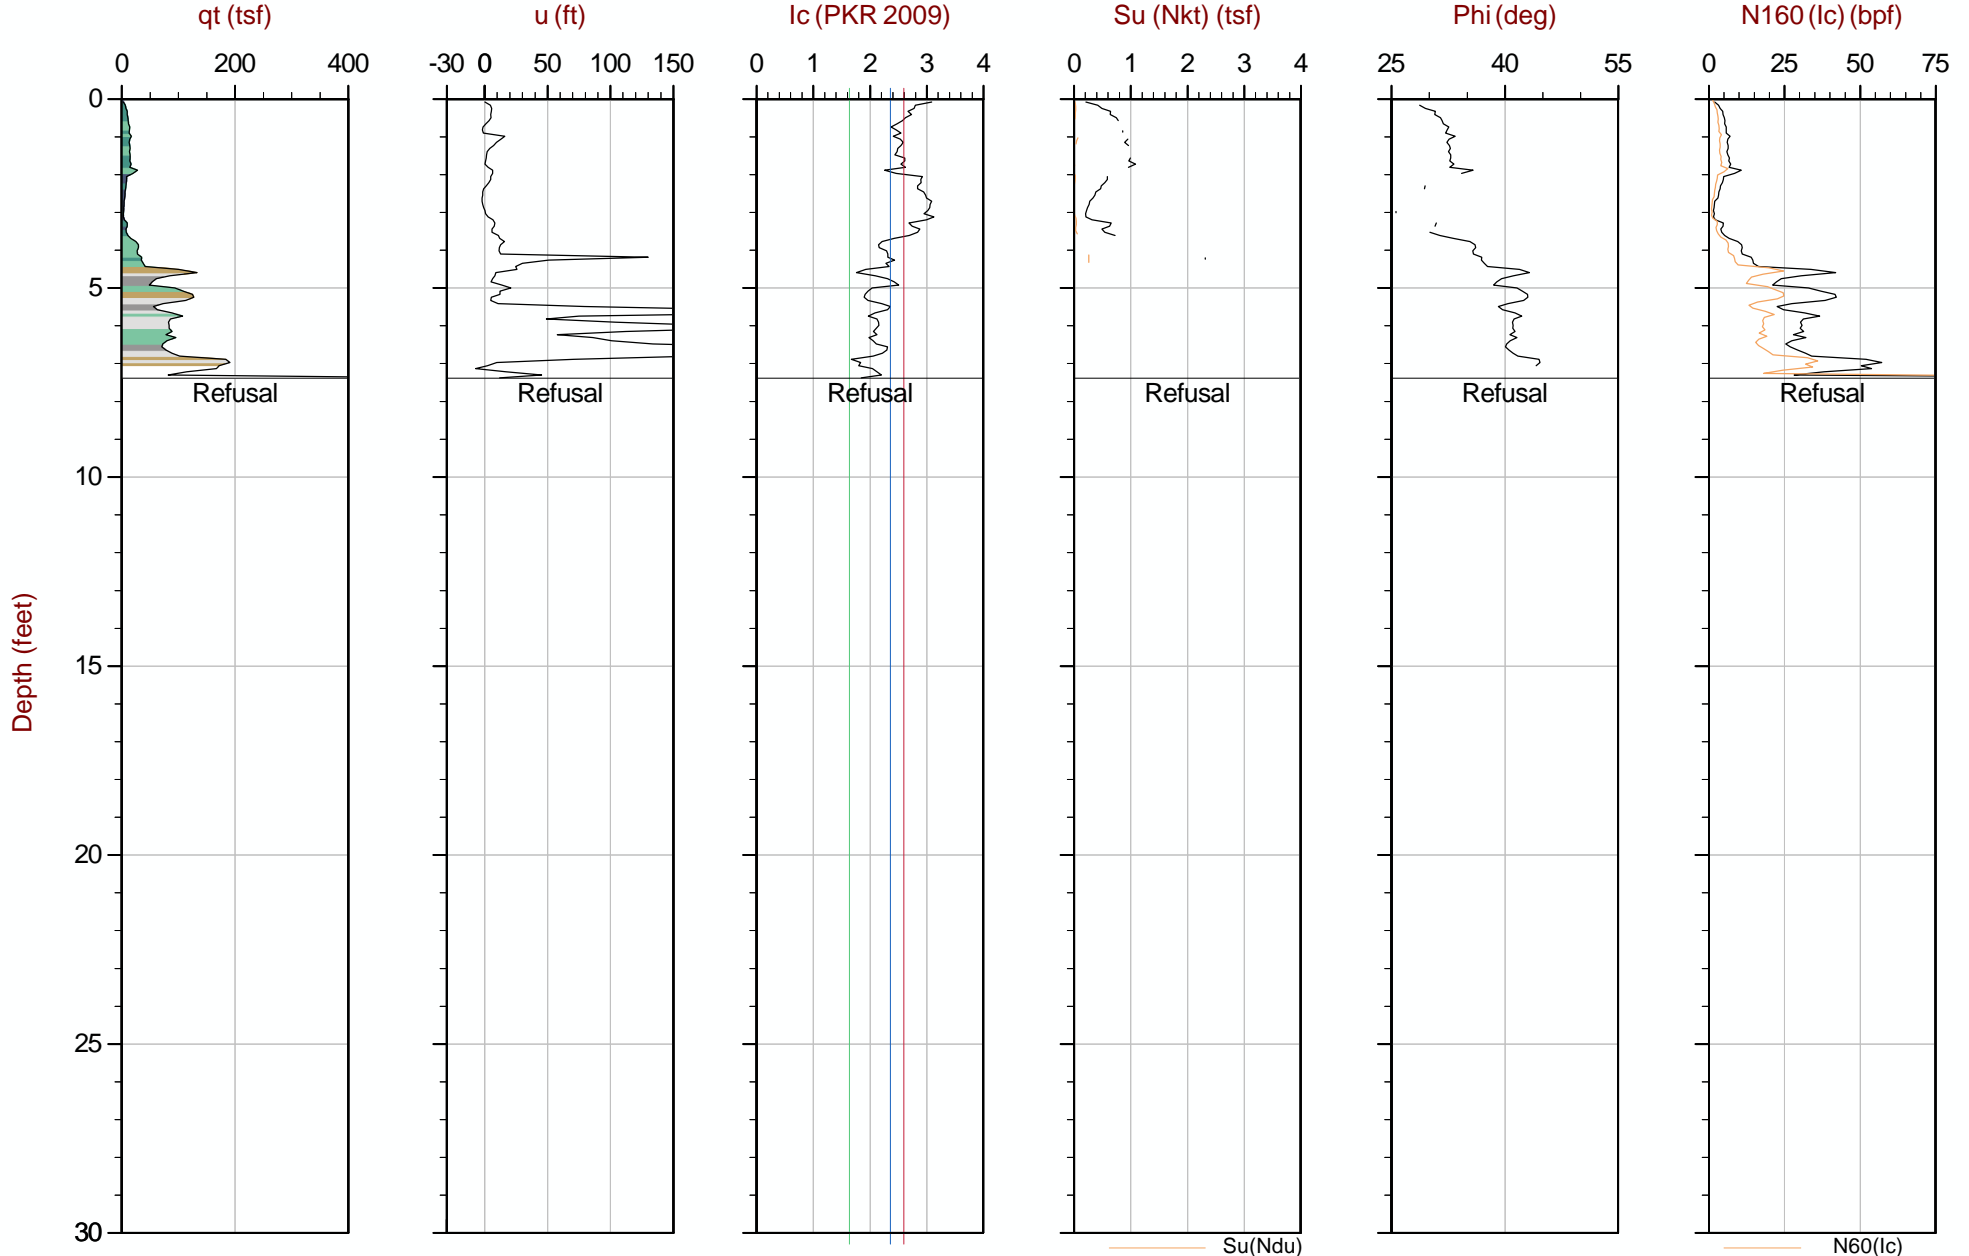 qt (tsf) u (ft) Ic (PKR 2009) Su (Nkt) (tsf) Phi (deg) N160 (Ic) (bpf)
0 200 400 -30 0 50 100 150 0 1 2 3 4 0 1 2 3 4 25 40 55 0 25 50 75
0
5
Refusal Refusal Refusal Refusal Refusal Refusal
10
15
Depth (feet)
20
25
30
Su(Ndu) N60(Ic)